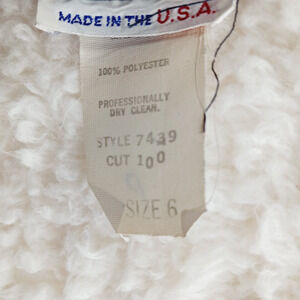 MADE IN THE U.S.A.
100% POLYESTER
PROFESSIONALLY
DRY CLEAN.
STYLE 7439
CUT 100
SIZE 6